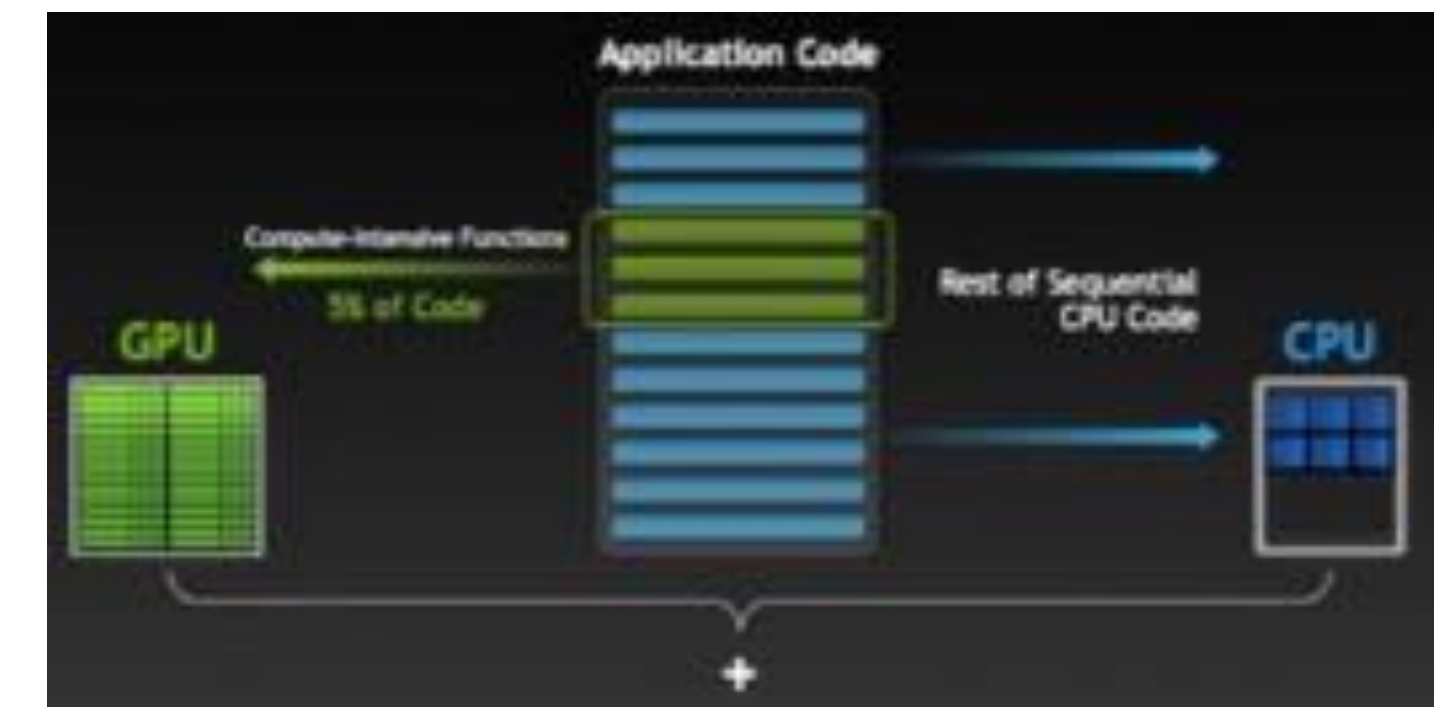 Application Code
Compute-Intensive Functions
5% of Code
GPU
Rest of Sequential
CPU Code
CPU
+